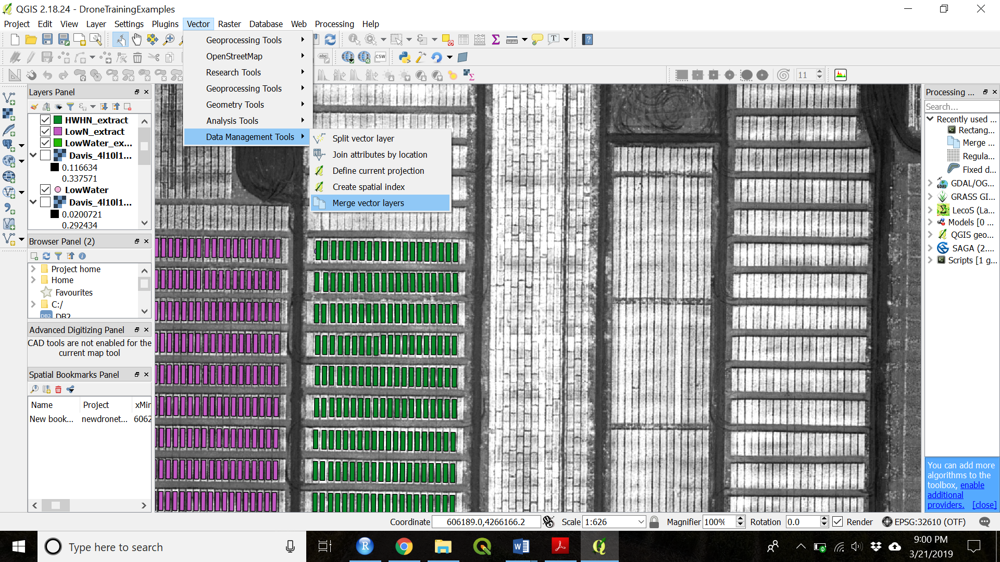 QGIS 2.18.24 - DroneTrainingExamples
Project Edit View Layer Settings Plugins Vector Raster Database Web Processing Help
Geoprocessing Tools
OpenStreetMap
Research Tools
Geoprocessing Tools
Geometry Tools
Analysis Tools
Data Management Tools
Split vector layer
Join attributes by location
Define current projection
Create spatial index
Merge vector layers
T
abc
CSW
11
Layers Panel
HWHN_extract
LowN_extract
LowWater_ex...
Davis_4l10l1...
0.116634
0.337571
LowWater
Davis_4l10l1...
0.0200721
0.292434
Browser Panel (2)
Project home
Home
Favourites
C:/
DB2 DB2
Advanced Digitizing Panel
CAD tools are not enabled for the
current map tool
Spatial Bookmarks Panel
Name Project xMir
New book... newdronet... 6062
Processing ...
Search...
Recently used ...
Rectang...
Merge ...
Regula...
Fixed d...
GDAL/OG...
GRASS GI...
LecoS (La...
Models [0 ...
QGIS geo...
SAGA (2....
Scripts [1 g...
You can add more
algorithms to the
toolbox, enable
additional
providers. [close]
Coordinate 606189.0,4266166.2 Scale 1:626 Magnifier 100% Rotation 0.0 Render EPSG:32610 (OTF)
Type here to search
9:00 PM
3/21/2019